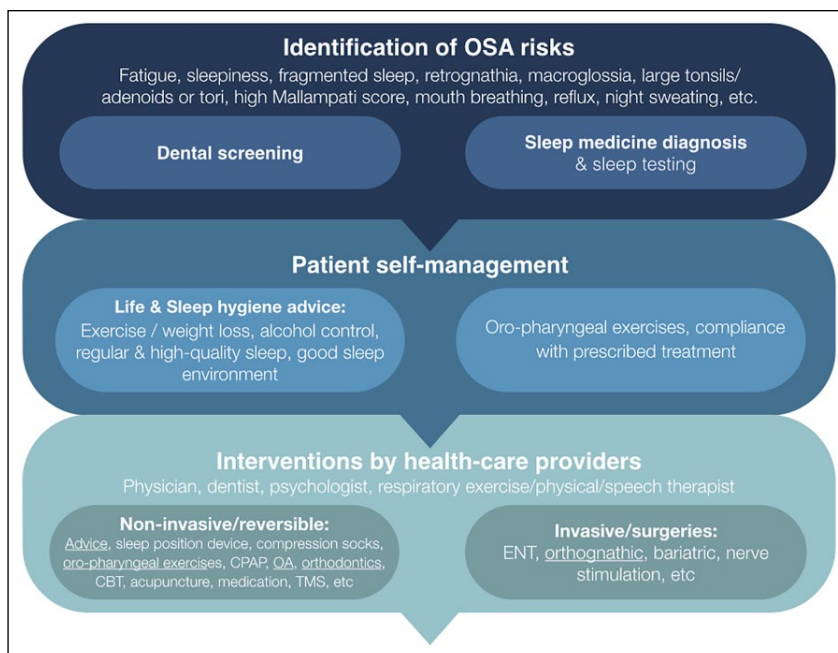 Identification of OSA risks
Fatigue, sleepiness, fragmented sleep, retrognathia, macroglossia, large tonsils/
adenoids or tori, high Mallampati score, mouth breathing, reflux, night sweating, etc.
Dental screening
Sleep medicine diagnosis
& sleep testing
Patient self-management
Life & Sleep hygiene advice:
Exercise / weight loss, alcohol control,
regular & high-quality sleep, good sleep
environment
Oro-pharyngeal exercises, compliance
with prescribed treatment
Interventions by health-care providers
Physician, dentist, psychologist, respiratory exercise/physical/speech therapist
Non-invasive/reversible:
Advice, sleep position device, compression socks,
oro-pharyngeal exercises, CPAP, OA, orthodontics,
CBT, acupuncture, medication, TMS, etc
Invasive/surgeries:
ENT, orthognathic, bariatric, nerve
stimulation, etc